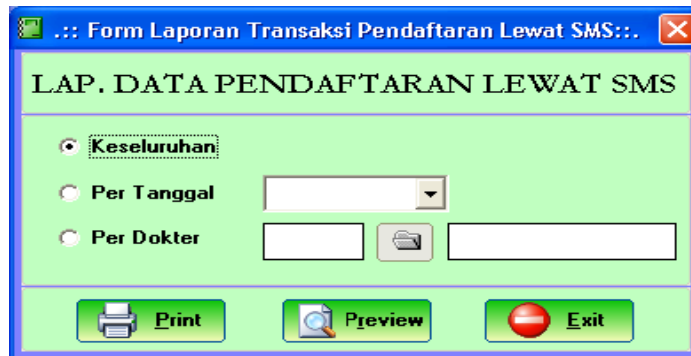 .:: Form Laporan Transaksi Pendaftaran Lewat SMS::.
LAP. DATA PENDAFTARAN LEWAT SMS
Keseluruhan
Per Tanggal
Per Dokter
Print Preview Exit